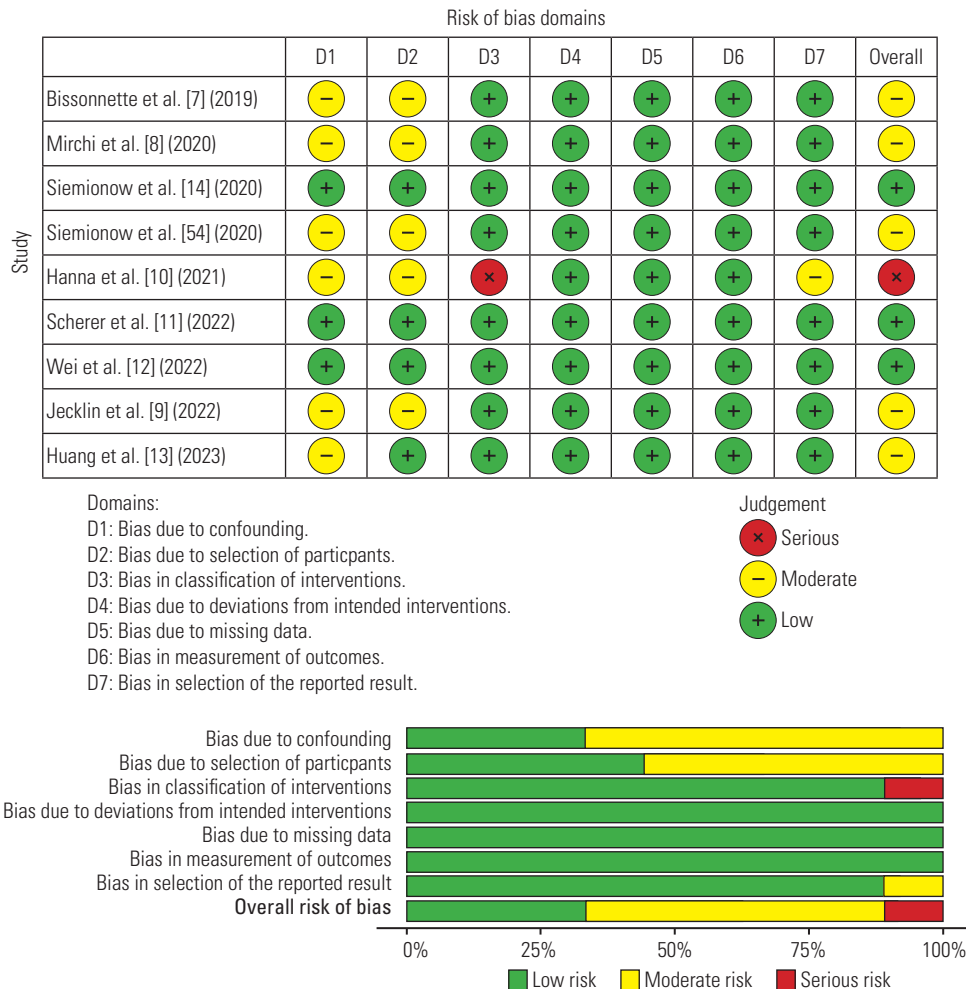 Risk of bias domains
D1 D2 D3 D4 D5 D6 D7 Overall
Study
Bissonnette et al. [7] (2019) − − + + + + + −
Mirchi et al. [8] (2020) − − + + + + + −
Siemionow et al. [14] (2020) + + + + + + + +
Siemionow et al. [54] (2020) − − + + + + + −
Hanna et al. [10] (2021) − − × + + + − ×
Scherer et al. [11] (2022) + + + + + + + +
Wei et al. [12] (2022) + + + + + + + +
Jecklin et al. [9] (2022) − − + + + + + −
Huang et al. [13] (2023) − + + + + + + −
Domains:
D1: Bias due to confounding.
D2: Bias due to selection of particpants.
D3: Bias in classification of interventions.
D4: Bias due to deviations from intended interventions.
D5: Bias due to missing data.
D6: Bias in measurement of outcomes.
D7: Bias in selection of the reported result.
Judgement
× Serious
− Moderate
+ Low
Bias due to confounding
Bias due to selection of particpants
Bias in classification of interventions
Bias due to deviations from intended interventions
Bias due to missing data
Bias in measurement of outcomes
Bias in selection of the reported result
Overall risk of bias
0% 25% 50% 75% 100%
Low risk Moderate risk Serious risk